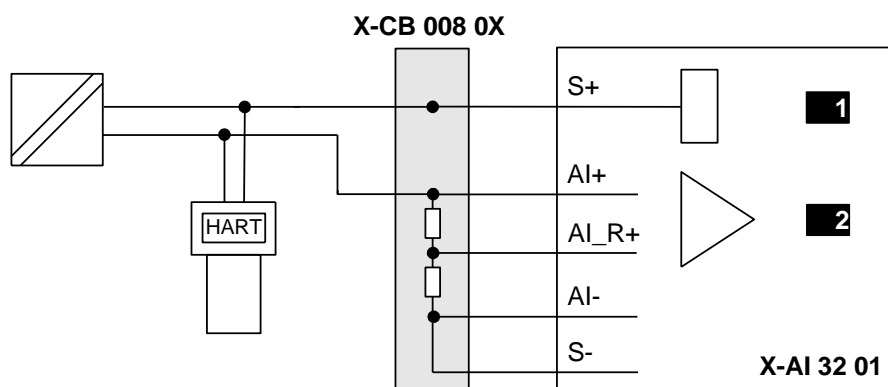 X-CB 008 0X
S+
1
AI+
HART
AI_R+
2
AI-
S-
X-AI 32 01